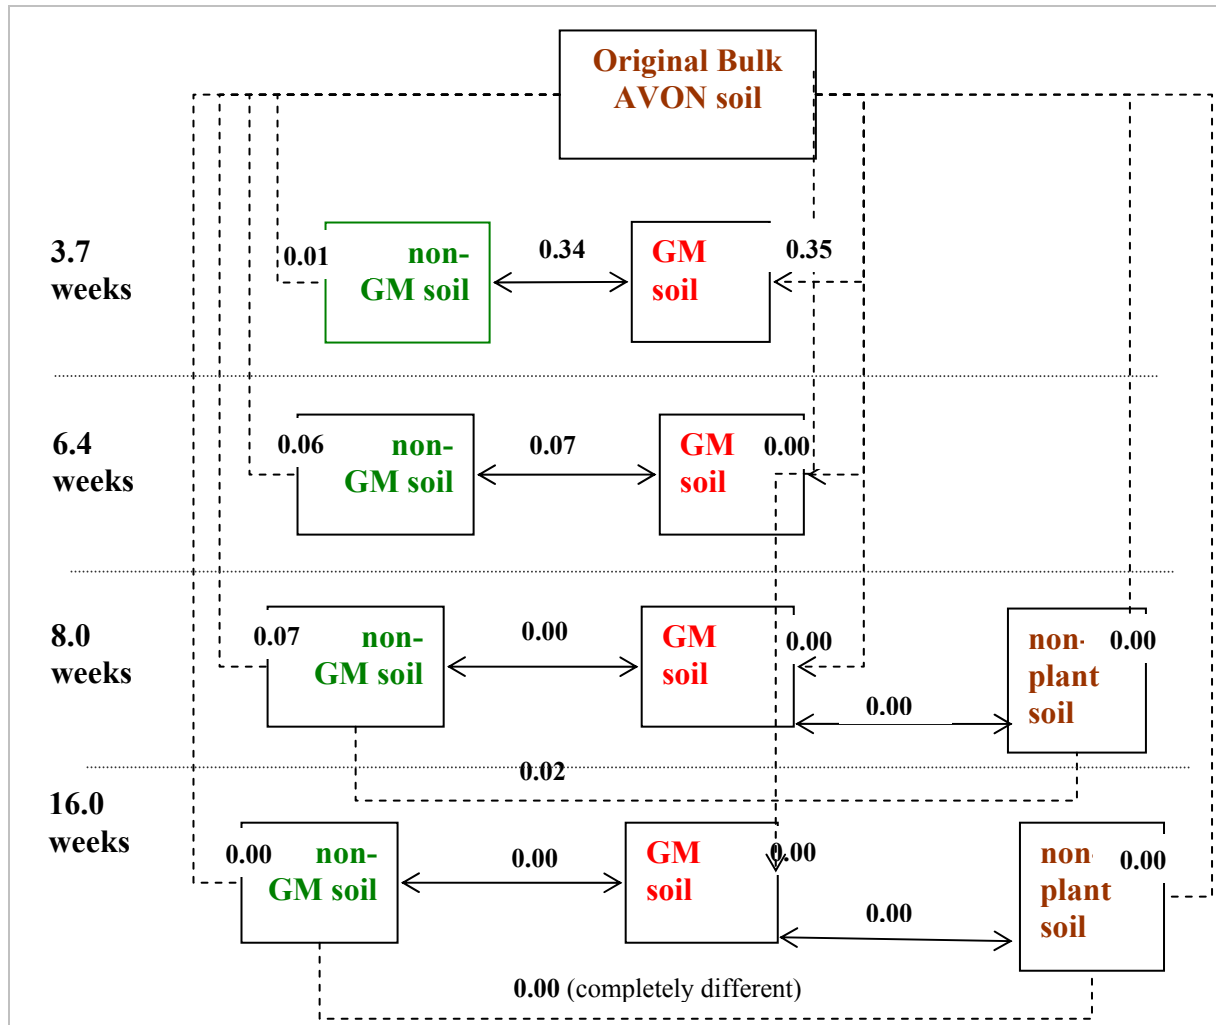 Original Bulk
AVON soil
3.7
weeks
0.01
non-
GM soil
0.34
GM
soil
0.35
6.4
weeks
0.06
non-
GM soil
0.07
GM
soil
0.00
8.0
weeks
0.07
non-
GM soil
0.00
GM
soil
0.00
0.00
non-
plant
soil
0.00
0.02
16.0
weeks
0.00
non-
GM soil
0.00
GM
soil
0.00
0.00
non-
plant
soil
0.00
0.00 (completely different)